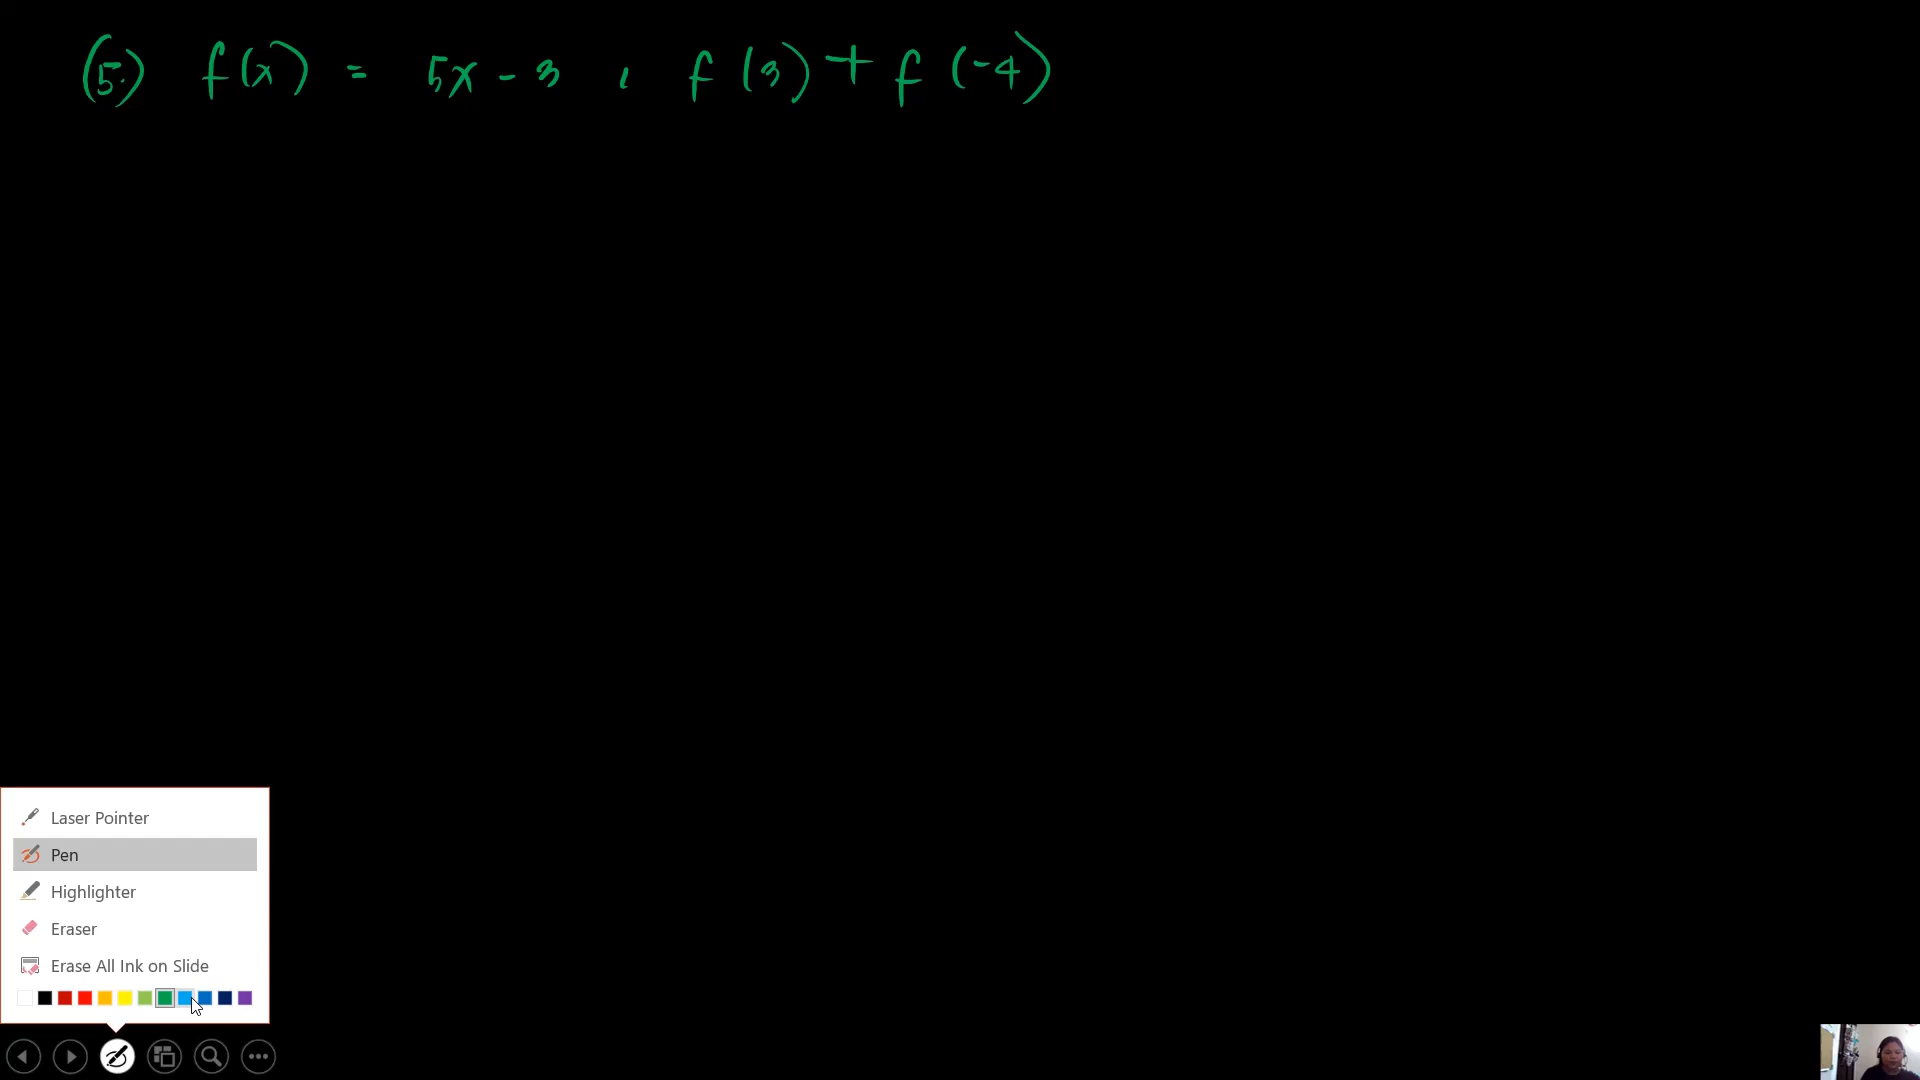 (5.) f(x) = 5x - 3 , f(3) + f(-4)
Laser Pointer
Pen
Highlighter
Eraser
Erase All Ink on Slide